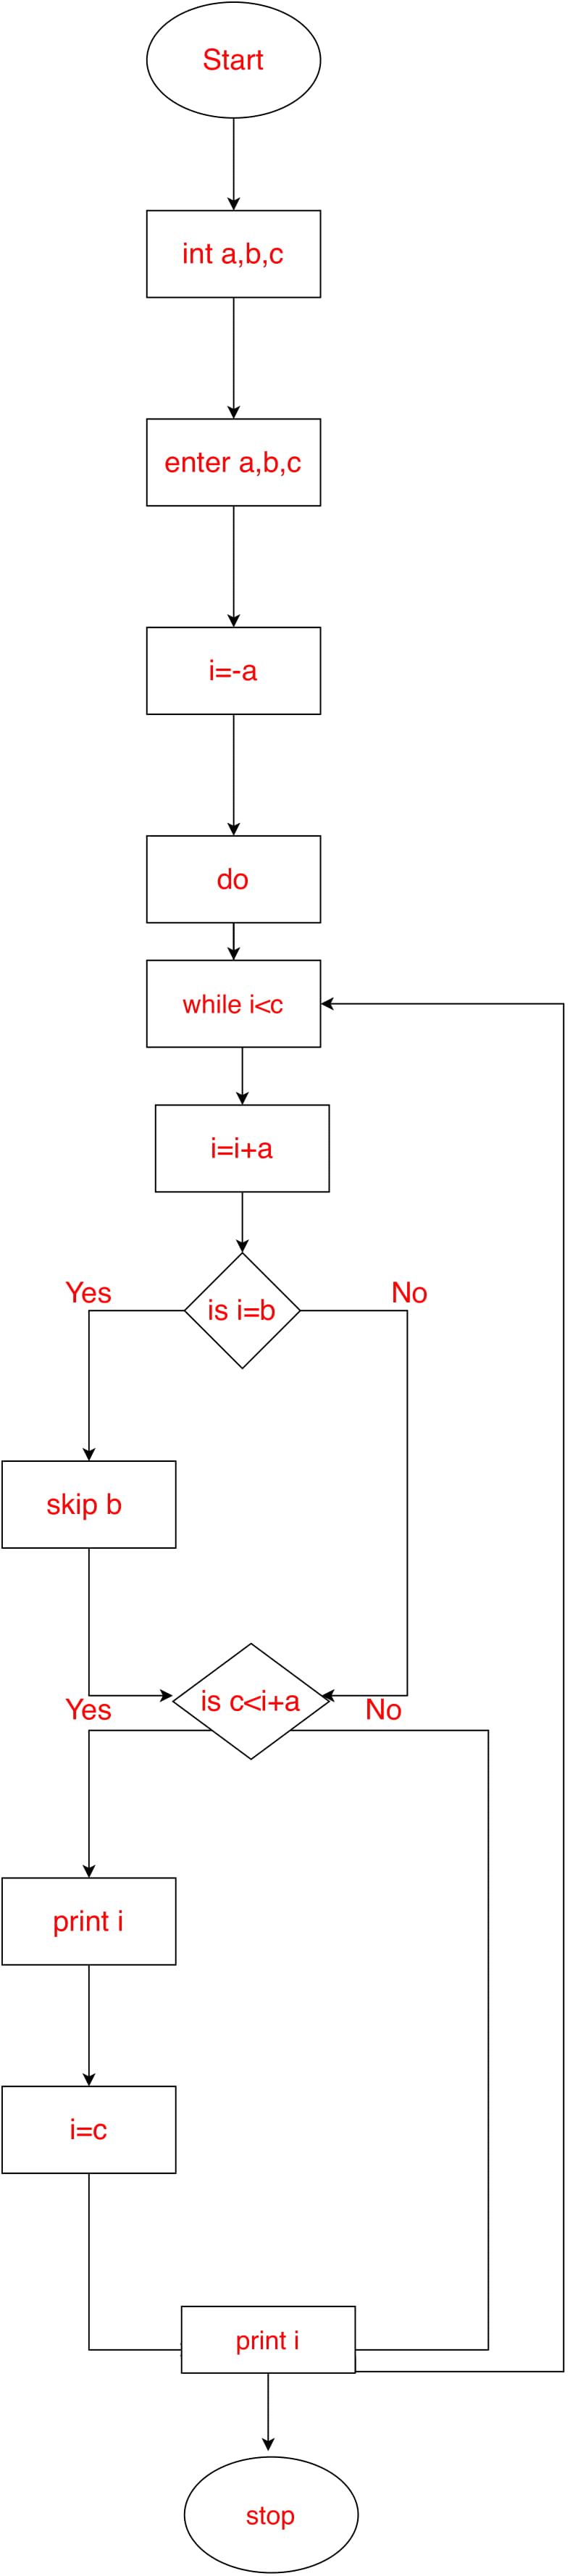 Start
int a,b,c
enter a,b,c
i=-a
do
while i<c
i=i+a
Yes
No
is i=b
skip b
is c<i+a
Yes
No
print i
i=c
print i
stop